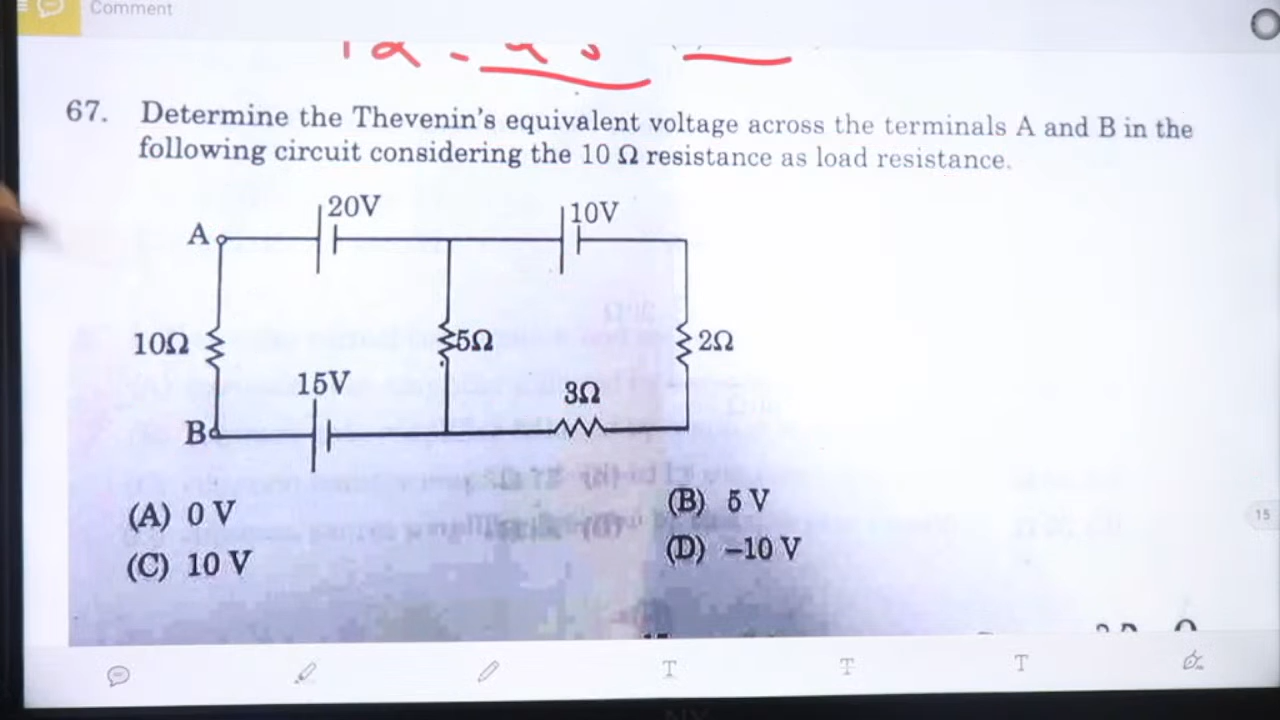 Comment
67. Determine the Thevenin's equivalent voltage across the terminals A and B in the
following circuit considering the 10 Ω resistance as load resistance.
20V
10V
A
10Ω
5Ω
2Ω
15V
3Ω
B
(A) 0 V
(B) 5 V
(C) 10 V
(D) –10 V
15
T T T